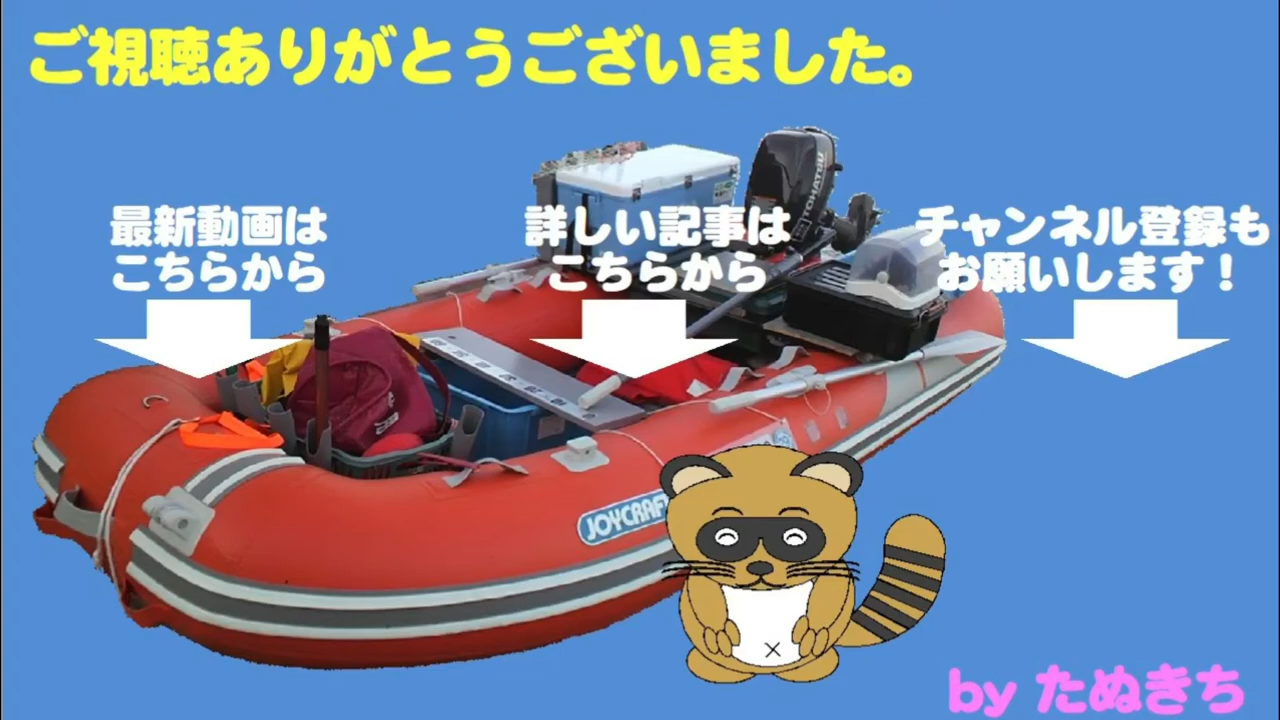 ご視聴ありがとうございました。
最新動画は
こちらから
詳しい記事は
こちらから
チャンネル登録も
お願いします！
TOHATSU
JOYCRAF
by たぬきち